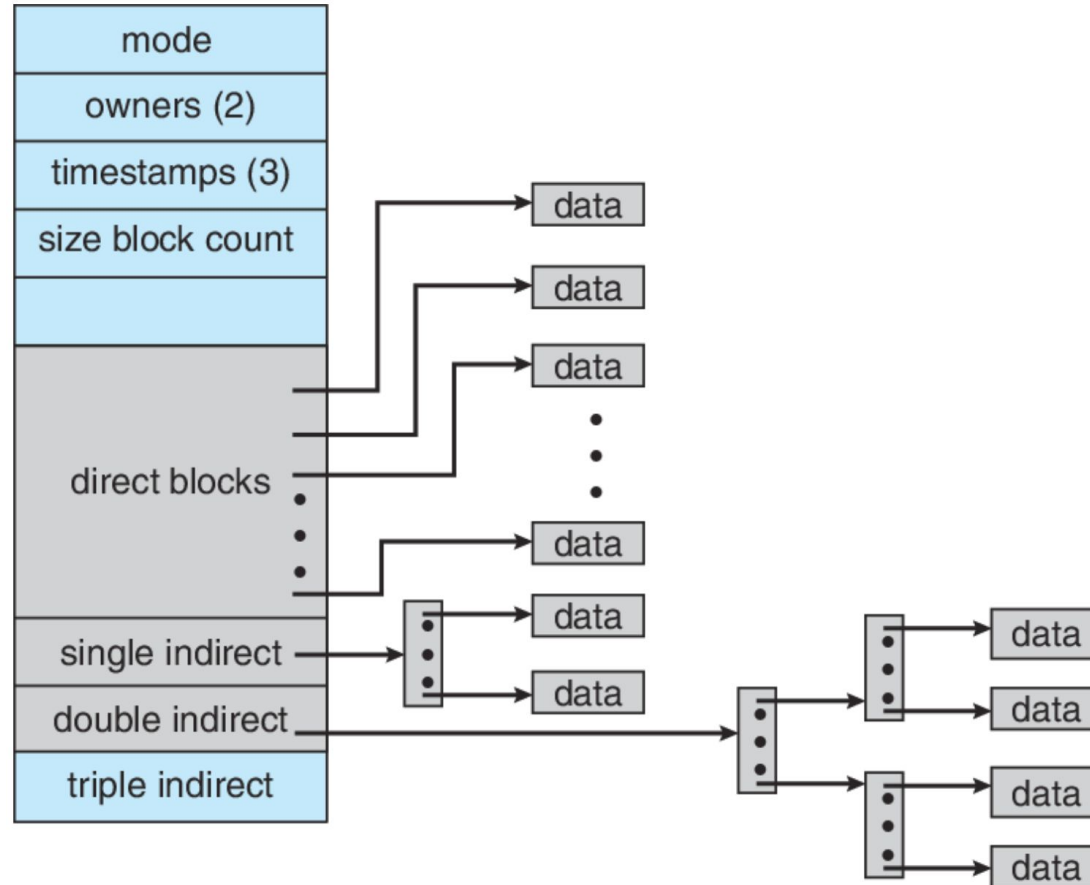 mode
owners (2)
timestamps (3)
size block count
direct blocks
single indirect
double indirect
triple indirect
data
data
data
data
data
data
data
data
data
data